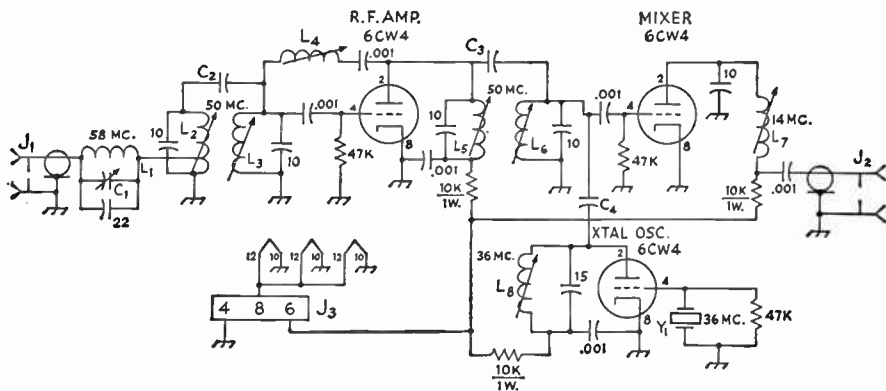 R.F. AMP.
6CW4
MIXER
6CW4
L4
.001
C3
C2
2
2
10
50 MC.
50 MC.
14 MC.
L7
J1
58 MC.
10
L2
.001
4
8
10
L5
L6
.001
4
8
J2
L1
L3
10
47K
.001
10
47K
C1
22
10K
1W.
10K
1W.
.001
C4
XTAL OSC.
6CW4
12
10
12
10
12
10
36 MC.
L8
15
2
4
8
4
8
6
J3
.001
Y1
36 MC.
47K
10K
1W.